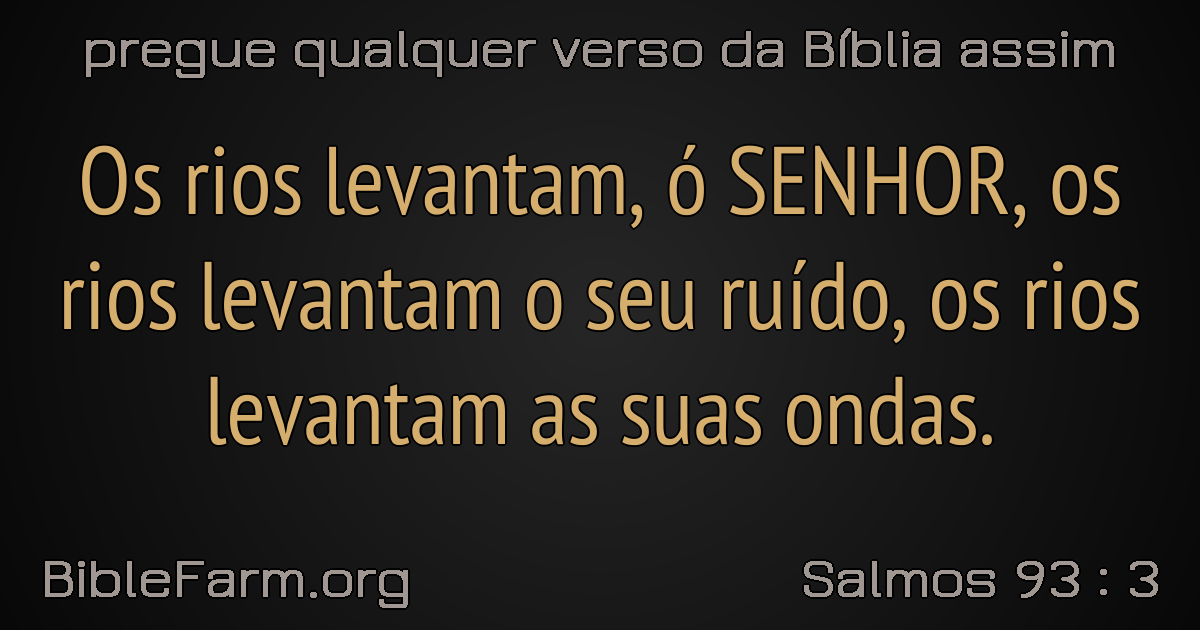 pregue qualquer verso da Bíblia assim
Os rios levantam, ó SENHOR, os
rios levantam o seu ruído, os rios
levantam as suas ondas.
BibleFarm.org
Salmos 93 : 3